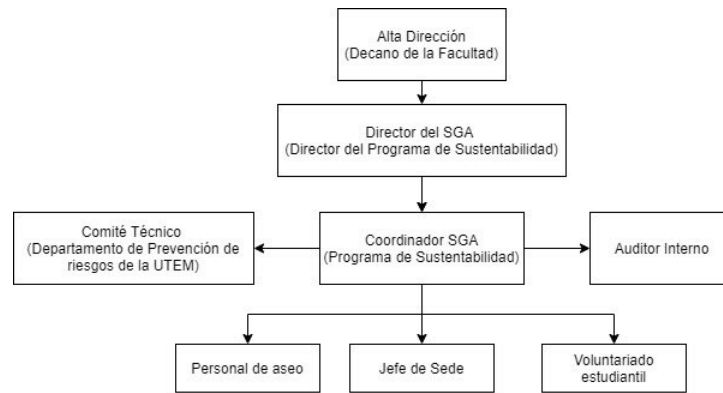 Alta Dirección
(Decano de la Facultad)
Director del SGA
(Director del Programa de Sustentabilidad)
Comité Técnico
(Departamento de Prevención de
riesgos de la UTEM)
Coordinador SGA
(Programa de Sustentabilidad)
Auditor Interno
Personal de aseo
Jefe de Sede
Voluntariado
estudiantil